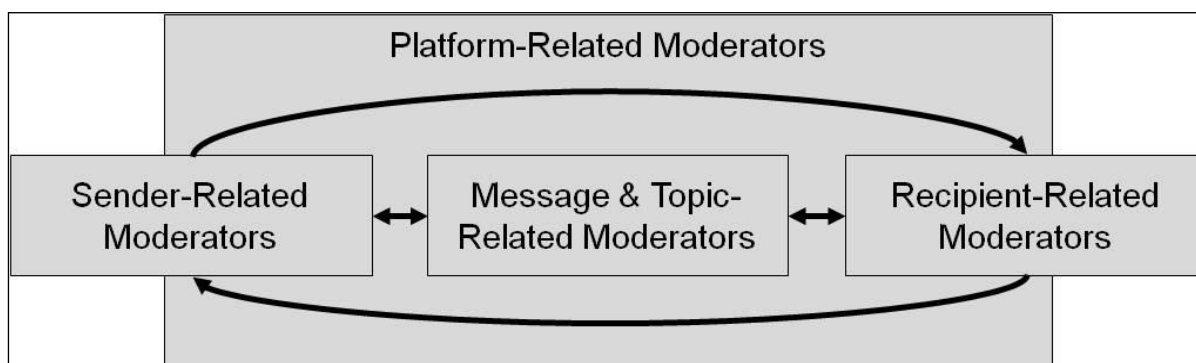 Platform-Related Moderators
Sender-Related
Moderators
Message & Topic-
Related Moderators
Recipient-Related
Moderators